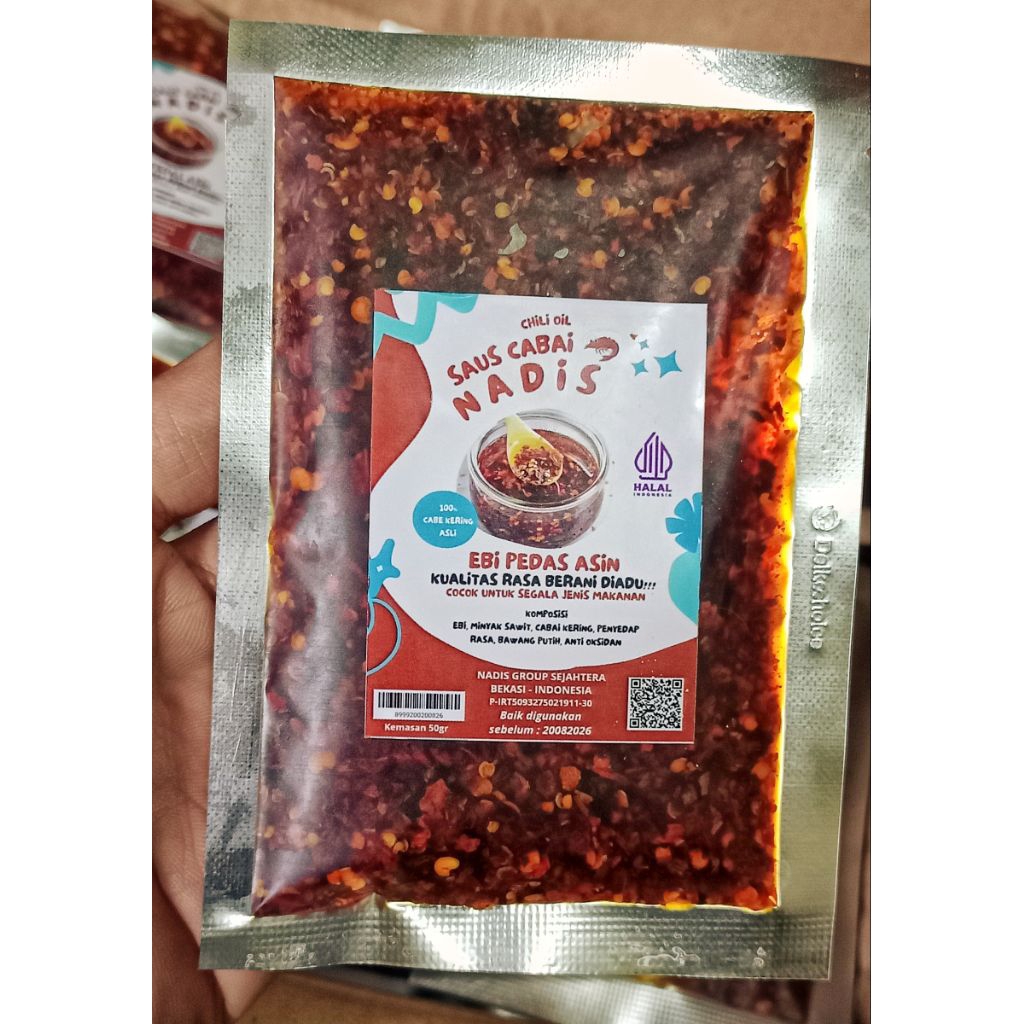 CHILI OIL
SAUS CABAI
NADIS
HALAL
INDONESIA
100%
CABE KERING
ASLI
EBI PEDAS ASIN
KUALITAS RASA BERANI DIADU!!!
COCOK UNTUK SEGALA JENIS MAKANAN
KOMPOSISI
EBI, MINYAK SAWIT, CABAI KERING, PENYEDAP
RASA, BAWANG PUTIH, ANTI OKSIDAN
NADIS GROUP SEJAHTERA
BEKASI - INDONESIA
P-IRT5093275021911-30
Baik digunakan
sebelum : 20082026
8999200200826
Kemasan 50gr
NADIS